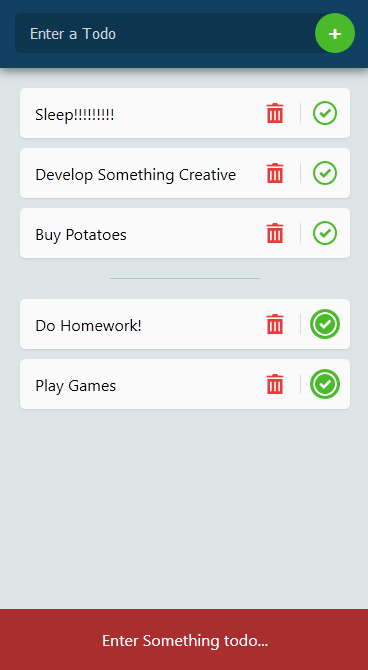 Enter a Todo
Sleep!!!!!!!!!
Develop Something Creative
Buy Potatoes
Do Homework!
Play Games
Enter Something todo...